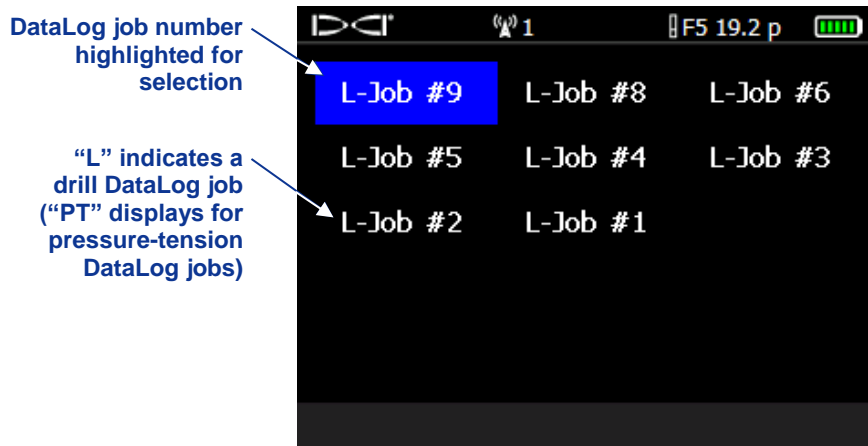 DataLog job number
highlighted for
selection
“L” indicates a
drill DataLog job
(“PT” displays for
pressure-tension
DataLog jobs)
DCI 1 F5 19.2 p
L-Job #9 L-Job #8 L-Job #6
L-Job #5 L-Job #4 L-Job #3
L-Job #2 L-Job #1